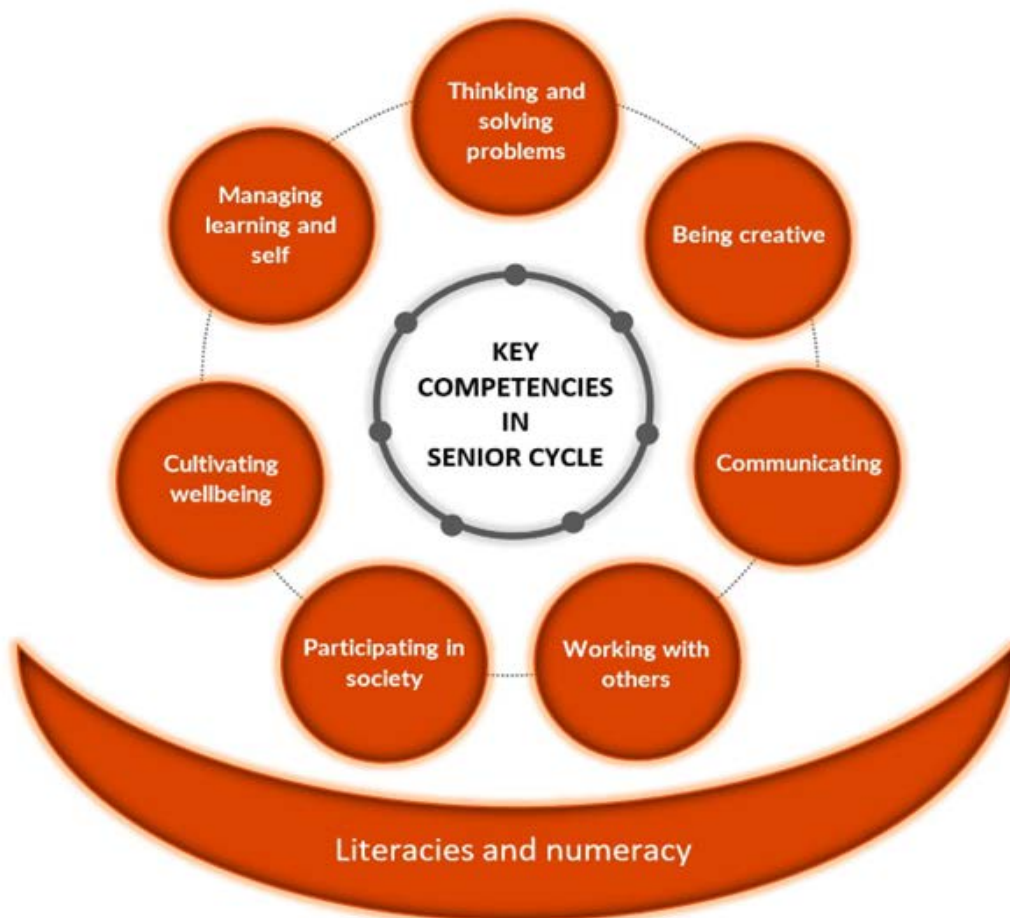 Thinking and
solving
problems
Being creative
Communicating
Working with
others
Participating in
society
Cultivating
wellbeing
Managing
learning and
self
KEY
COMPETENCIES
IN
SENIOR CYCLE
Literacies and numeracy